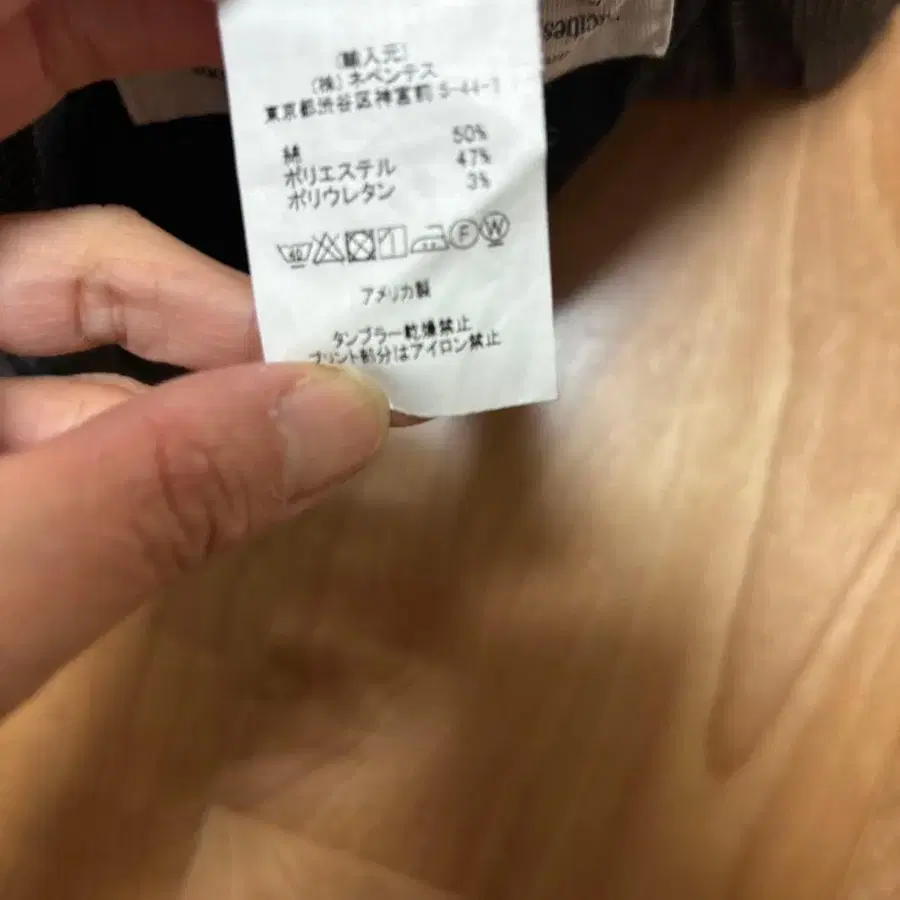 (輸入元)
(株)ネペンテス
東京都渋谷区神宮前 5-44-1
綿 50%
ポリエステル 47%
ポリウレタン 3%
40 F W
アメリカ製
タンブラー乾燥禁止
プリント部分はアイロン禁止